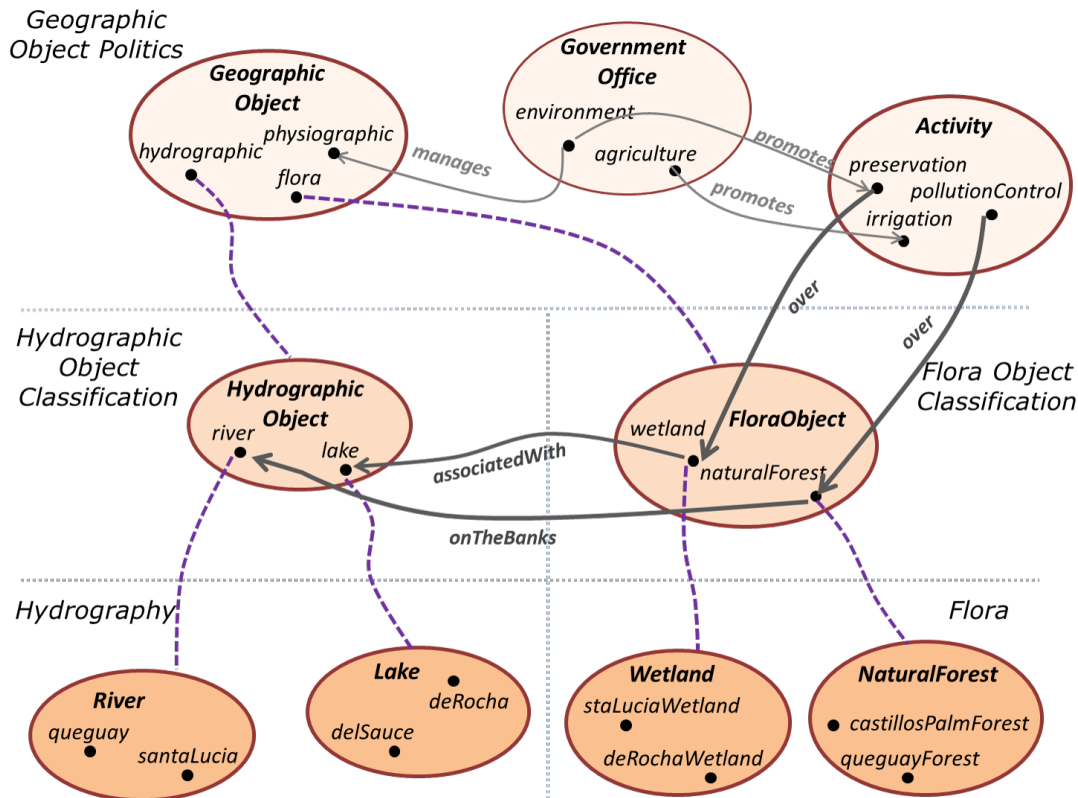 Geographic
Object Politics
Geographic
Object
physiographic
hydrographic
flora
manages
Government
Office
environment
agriculture
promotes
promotes
Activity
preservation
pollutionControl
irrigation
over
over
Hydrographic
Object
Classification
Hydrographic
Object
river
lake
associatedWith
onTheBanks
FloraObject
wetland
naturalForest
Flora Object
Classification
Hydrography
Flora
River
queguay
santaLucia
Lake
deRocha
delSauce
Wetland
staLuciaWetland
deRochaWetland
NaturalForest
castillosPalmForest
queguayForest